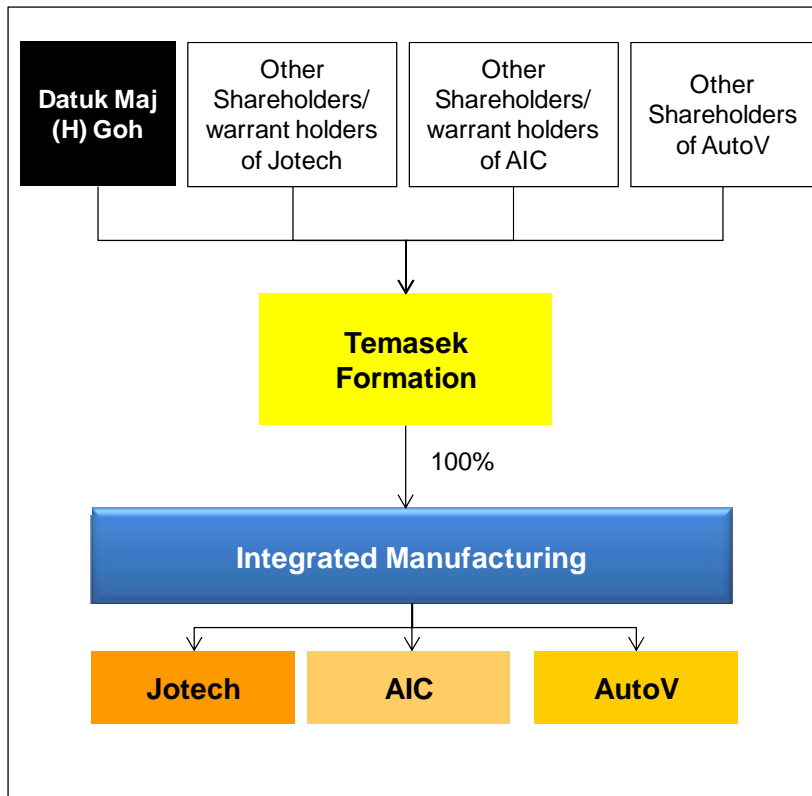 Datuk Maj
(H) Goh
Other
Shareholders/
warrant holders
of Jotech
Other
Shareholders/
warrant holders
of AIC
Other
Shareholders
of AutoV
Temasek
Formation
100%
Integrated Manufacturing
Jotech
AIC
AutoV